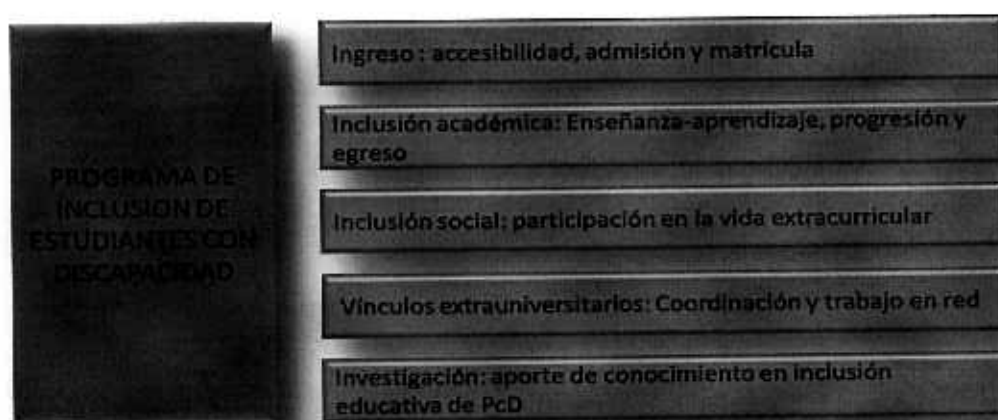 PROGRAMA DE
INCLUSIÓN DE
ESTUDIANTES CON
DISCAPACIDAD
Ingreso : accesibilidad, admisión y matrícula
Inclusión académica: Enseñanza-aprendizaje, progresión y
egreso
Inclusión social: participación en la vida extracurricular
Vínculos extrauniversitarios: Coordinación y trabajo en red
Investigación: aporte de conocimiento en inclusión
educativa de PcD